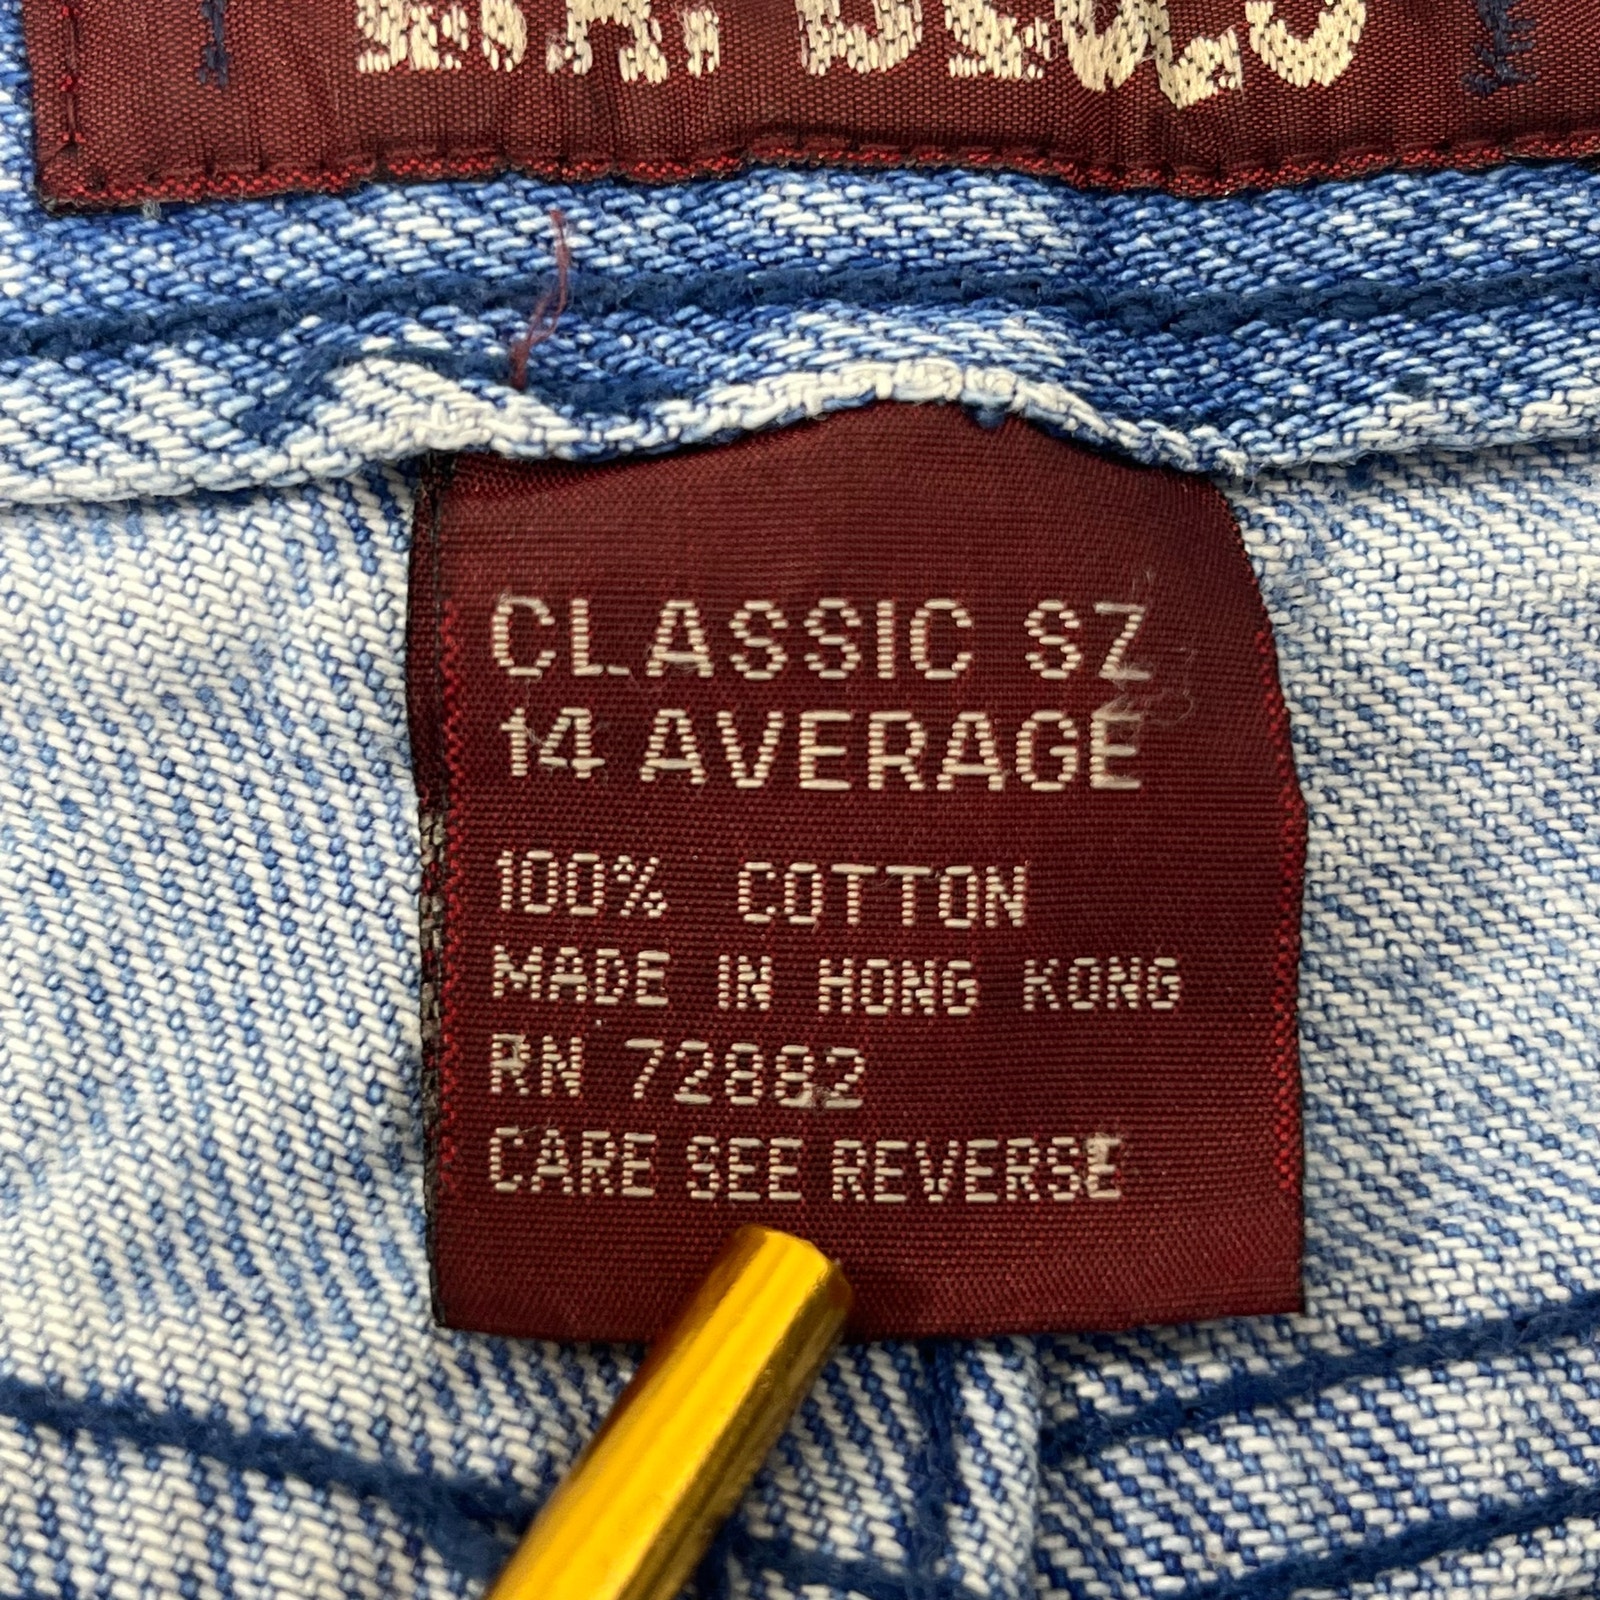 CLASSIC SZ
14 AVERAGE
100% COTTON
MADE IN HONG KONG
RN 72882
CARE SEE REVERSE